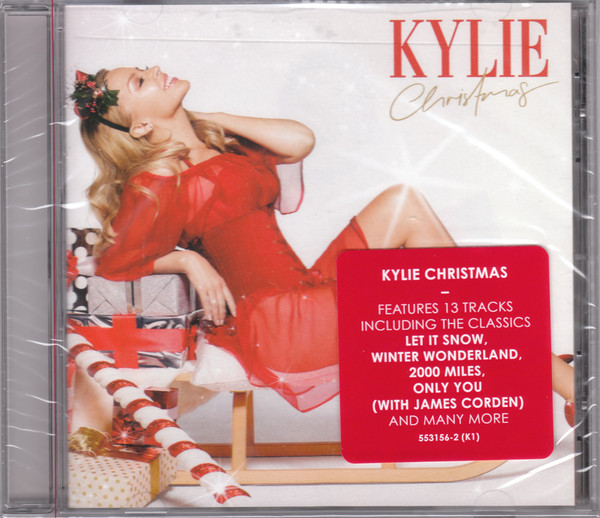 KYLIE
Christmas
KYLIE CHRISTMAS
–
FEATURES 13 TRACKS
INCLUDING THE CLASSICS
LET IT SNOW,
WINTER WONDERLAND,
2000 MILES,
ONLY YOU
(WITH JAMES CORDEN)
AND MANY MORE
553156-2 (K1)